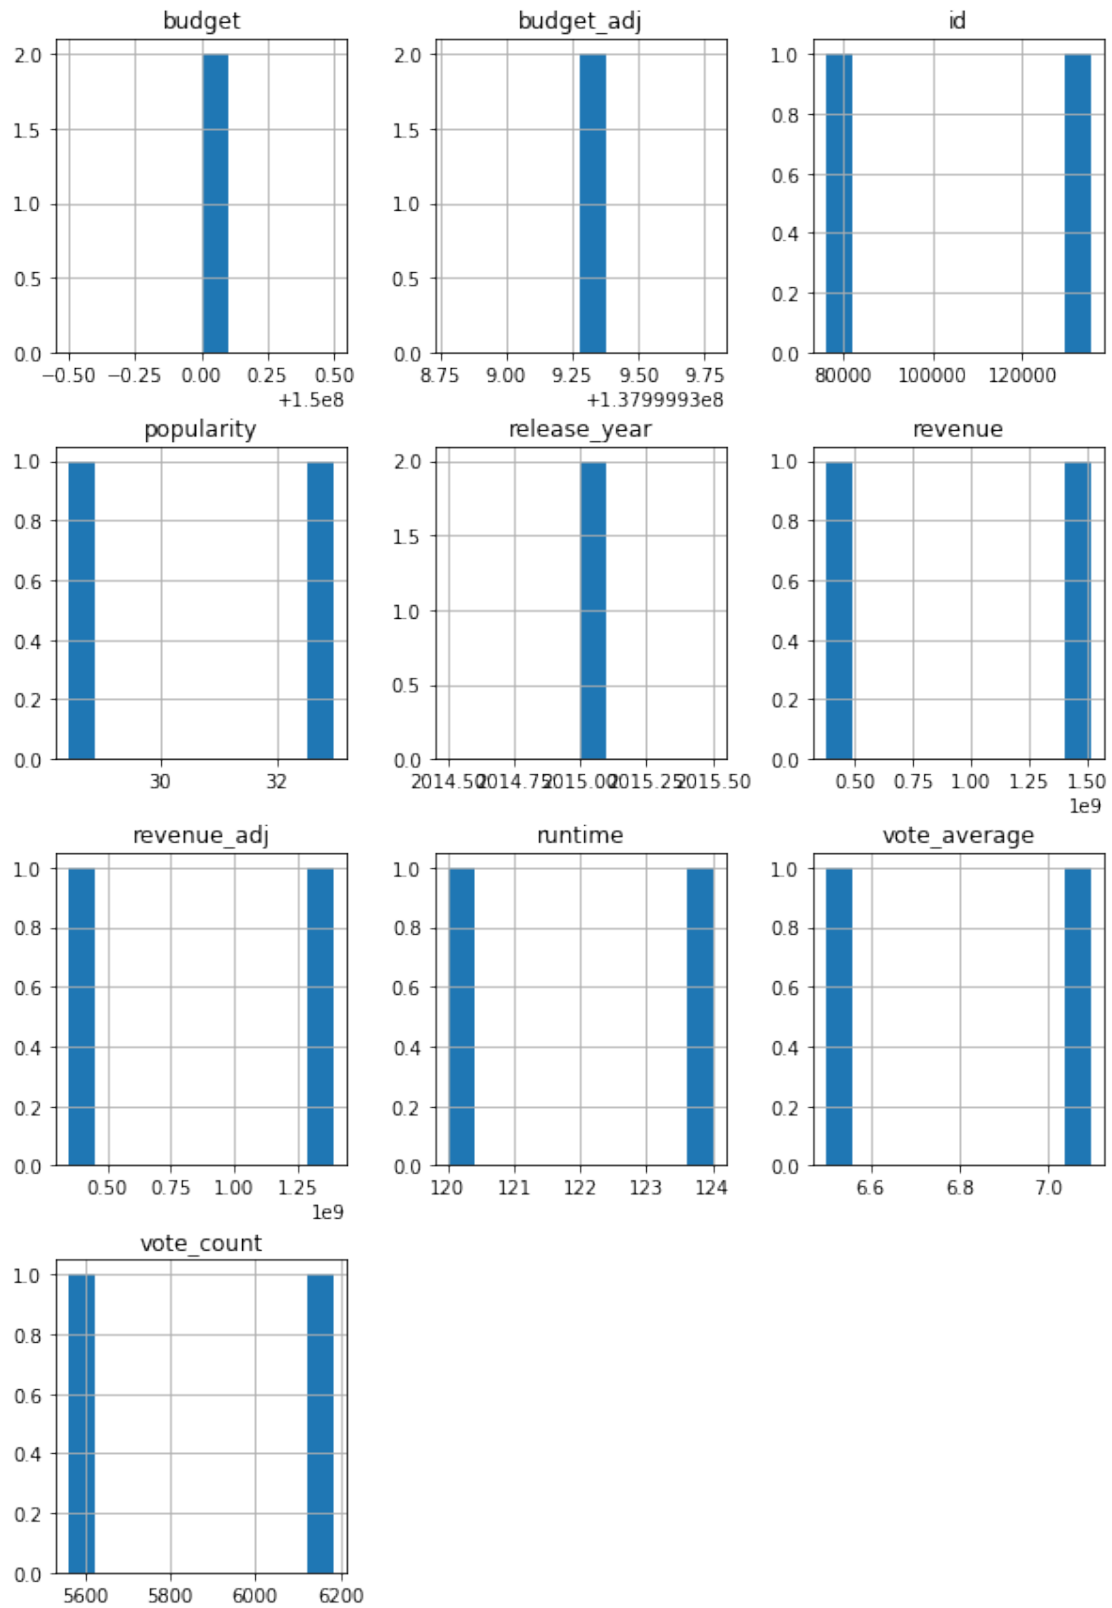 budget budget_adj id
2.0 2.0 1.0
0.8
1.5 1.5
0.6
1.0 1.0
0.4
0.5 0.5
0.2
0.0 0.0 0.0
−0.50 −0.25 0.00 0.25 0.50 8.75 9.00 9.25 9.50 9.75 80000 100000 120000
+1.5e8 +1.3799993e8
popularity release_year revenue
1.0 2.0 1.0
0.8 0.8
1.5
0.6 0.6
1.0
0.4 0.4
0.5
0.2 0.2
0.0 0.0 0.0
30 32 2014.50 2014.75 2015.00 2015.25 2015.50 0.50 0.75 1.00 1.25 1.50
1e9
revenue_adj runtime vote_average
1.0 1.0 1.0
0.8 0.8 0.8
0.6 0.6 0.6
0.4 0.4 0.4
0.2 0.2 0.2
0.0 0.0 0.0
0.50 0.75 1.00 1.25 120 121 122 123 124 6.6 6.8 7.0
1e9
vote_count
1.0
0.8
0.6
0.4
0.2
0.0
5600 5800 6000 6200